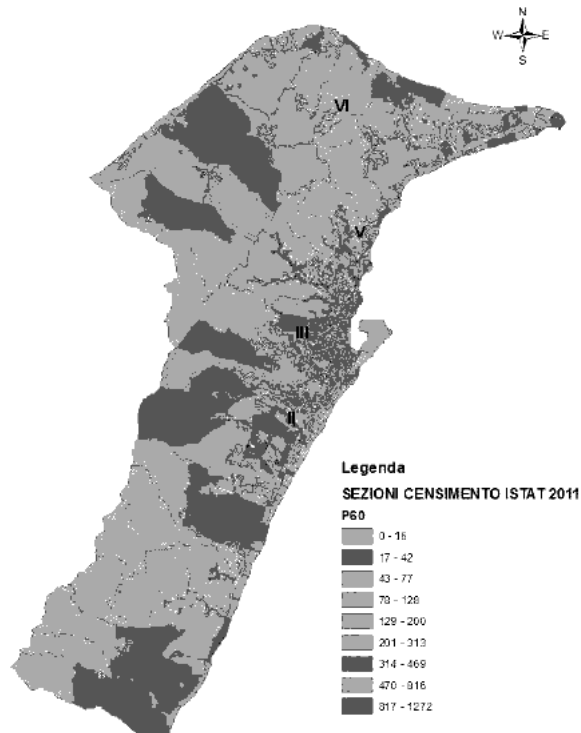 N
W E
S
VI
V
III
II
Legenda
SEZIONI CENSIMENTO ISTAT 2011
P60
0 - 16
17 - 42
43 - 77
78 - 128
129 - 200
201 - 313
314 - 469
470 - 816
817 - 1272